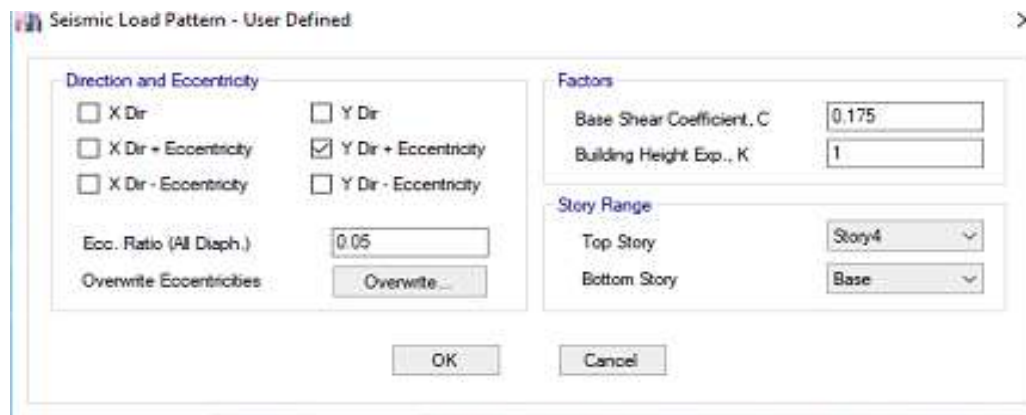 Seismic Load Pattern - User Defined
Direction and Eccentricity
X Dir
Y Dir
X Dir + Eccentricity
Y Dir + Eccentricity
X Dir - Eccentricity
Y Dir - Eccentricity
Ecc. Ratio (All Diaph.)
0.05
Overwrite Eccentricities
Overwrite...
Factors
Base Shear Coefficient, C
0.175
Building Height Exp., K
1
Story Range
Top Story
Story4
Bottom Story
Base
OK
Cancel